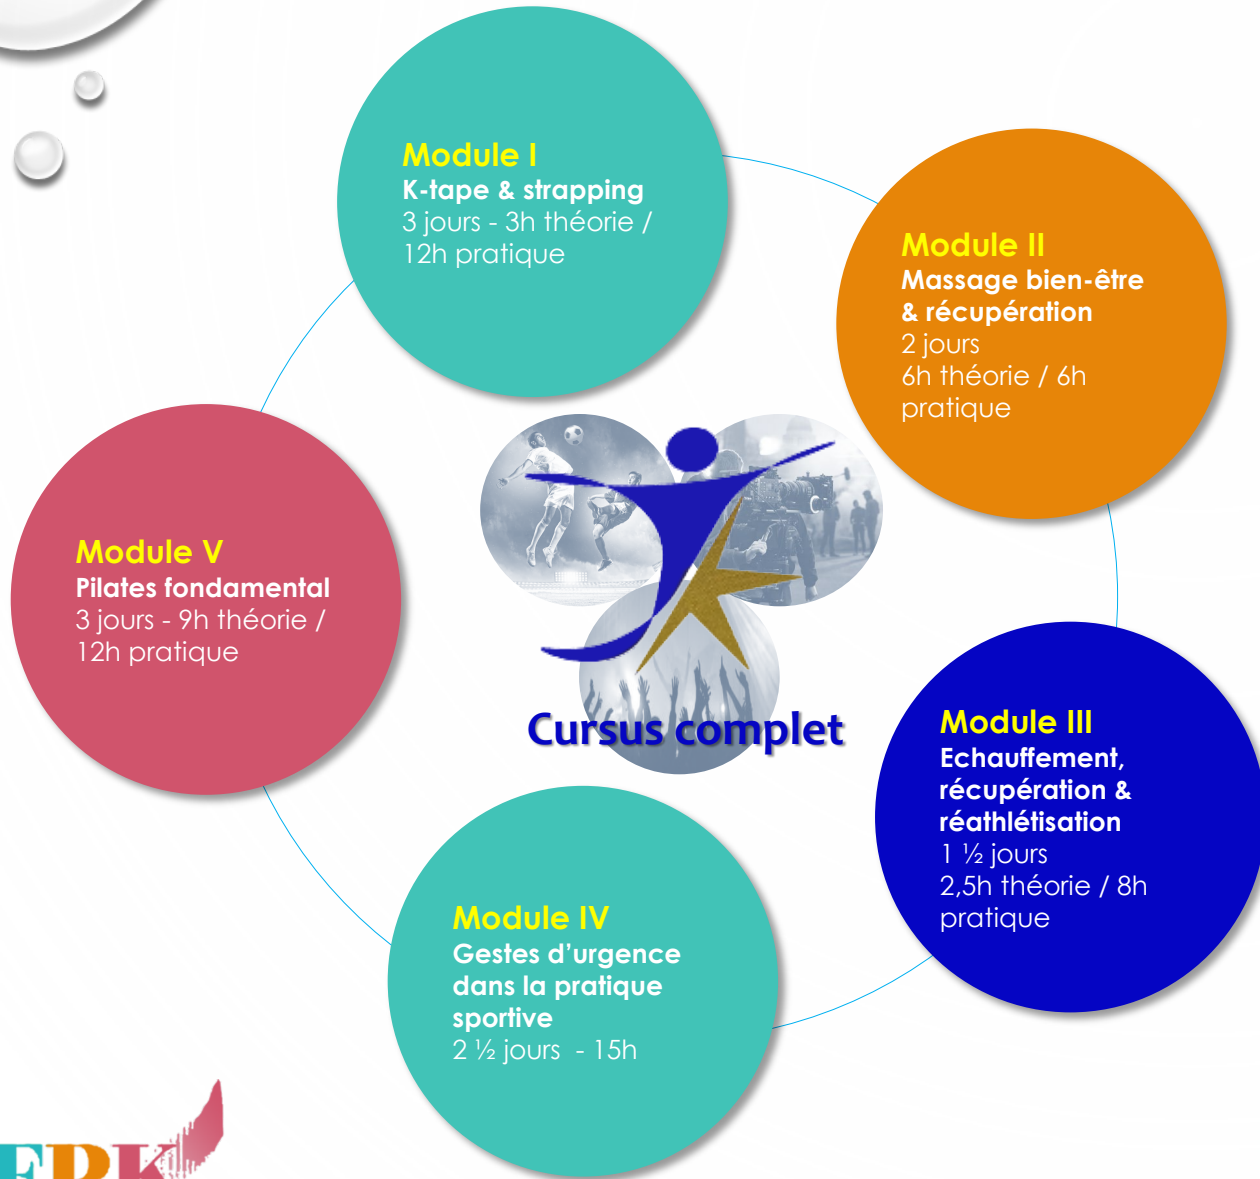 Module I
K-tape & strapping
3 jours - 3h théorie /
12h pratique
Module II
Massage bien-être
& récupération
2 jours
6h théorie / 6h
pratique
Module V
Pilates fondamental
3 jours - 9h théorie /
12h pratique
Cursus complet
Module III
Echauffement,
récupération &
réathlétisation
1 ½ jours
2,5h théorie / 8h
pratique
Module IV
Gestes d’urgence
dans la pratique
sportive
2 ½ jours  - 15h